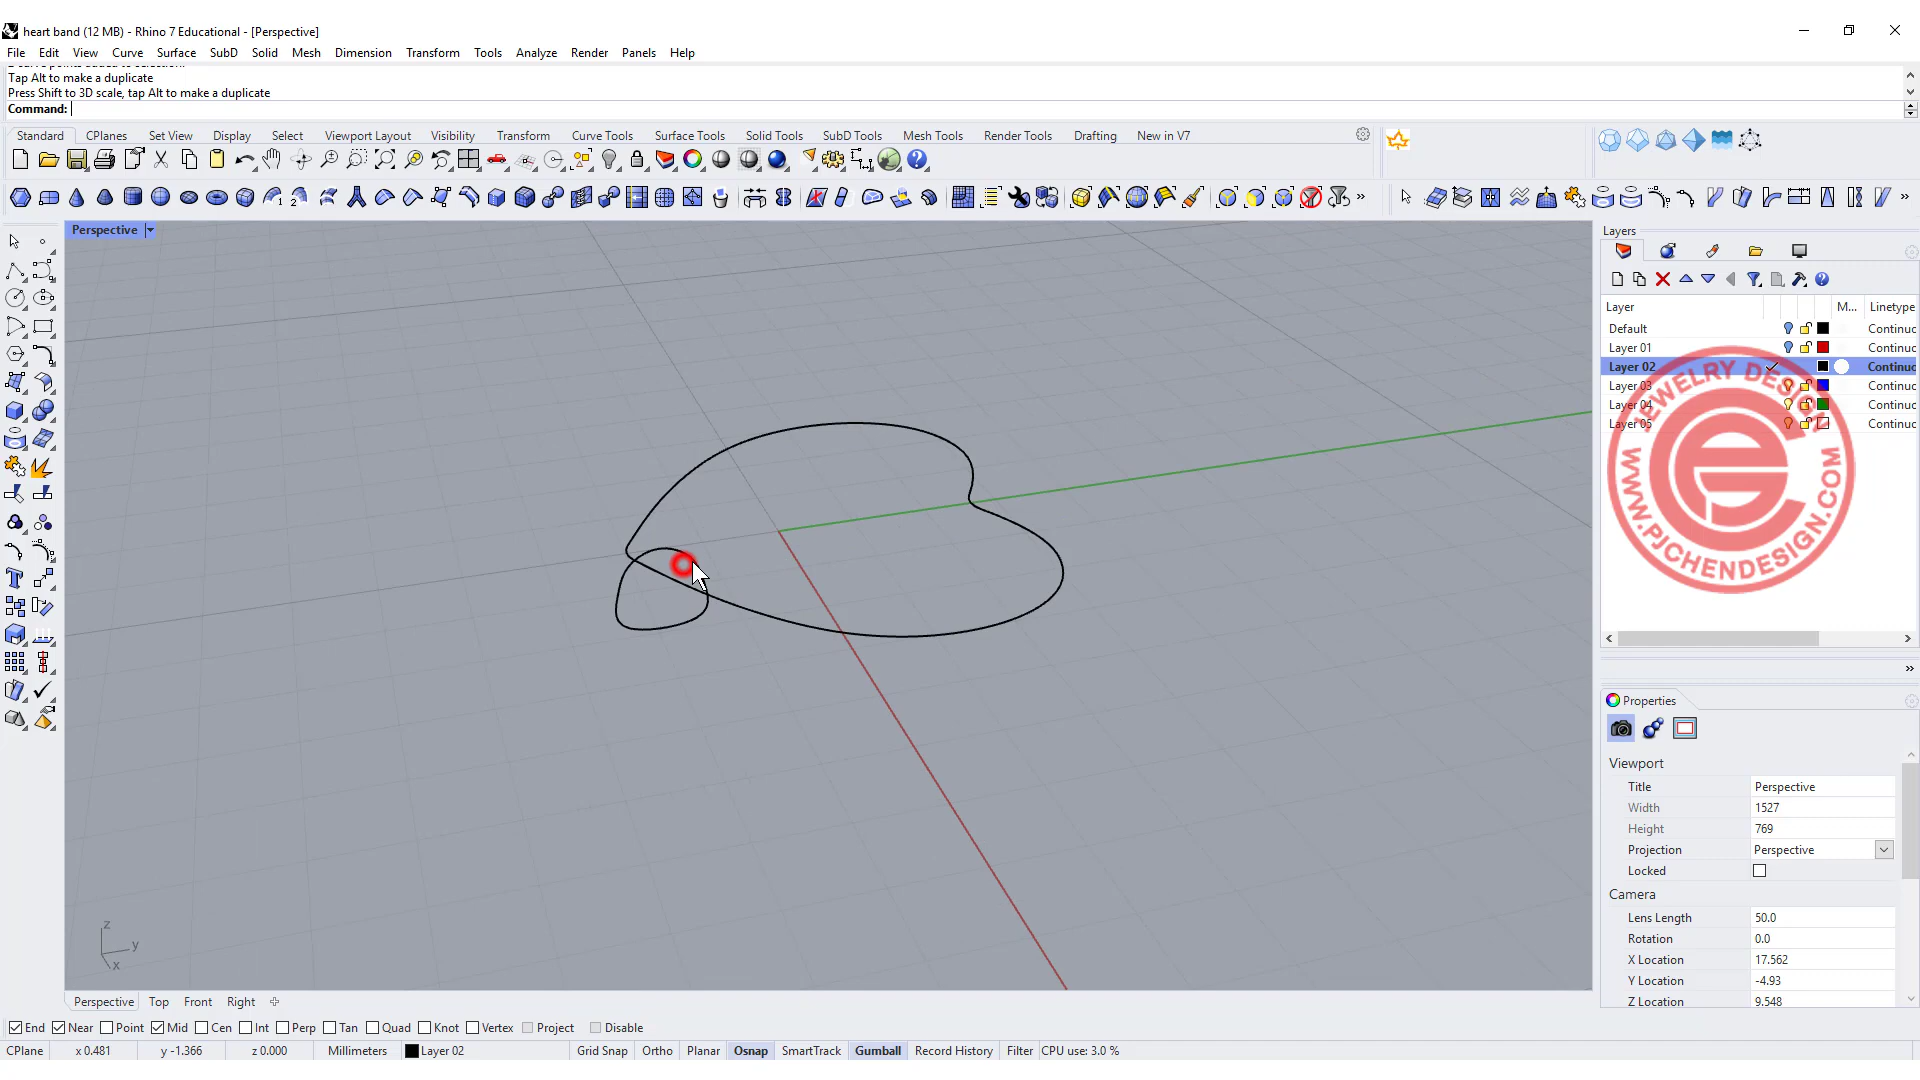 heart band (12 MB) - Rhino 7 Educational - [Perspective]
File Edit View Curve Surface SubD Solid Mesh Dimension Transform Tools Analyze Render Panels Help
Tap Alt to make a duplicate
Press Shift to 3D scale, tap Alt to make a duplicate
Command:
Standard CPlanes Set View Display Select Viewport Layout Visibility Transform Curve Tools Surface Tools Solid Tools SubD Tools Mesh Tools Render Tools Drafting New in V7
Perspective
Layers
Layer M... Linetype
Default Continuc
Layer 01 Continuc
Layer 02 Continuc
Layer 03 Continuc
Layer 04 Continuc
Layer 05 Continuc
JEWELRY DESIGN
WWW.PJCHENDESIGN.COM
Properties
Viewport
Title Perspective
Width 1527
Height 769
Projection Perspective
Locked
Camera
Lens Length 50.0
Rotation 0.0
X Location 17.562
Y Location -4.93
Z Location 9.548
z
y
x
Perspective Top Front Right
End Near Point Mid Cen Int Perp Tan Quad Knot Vertex Project Disable
CPlane x 0.481 y -1.366 z 0.000 Millimeters Layer 02 Grid Snap Ortho Planar Osnap SmartTrack Gumball Record History Filter CPU use: 3.0 %